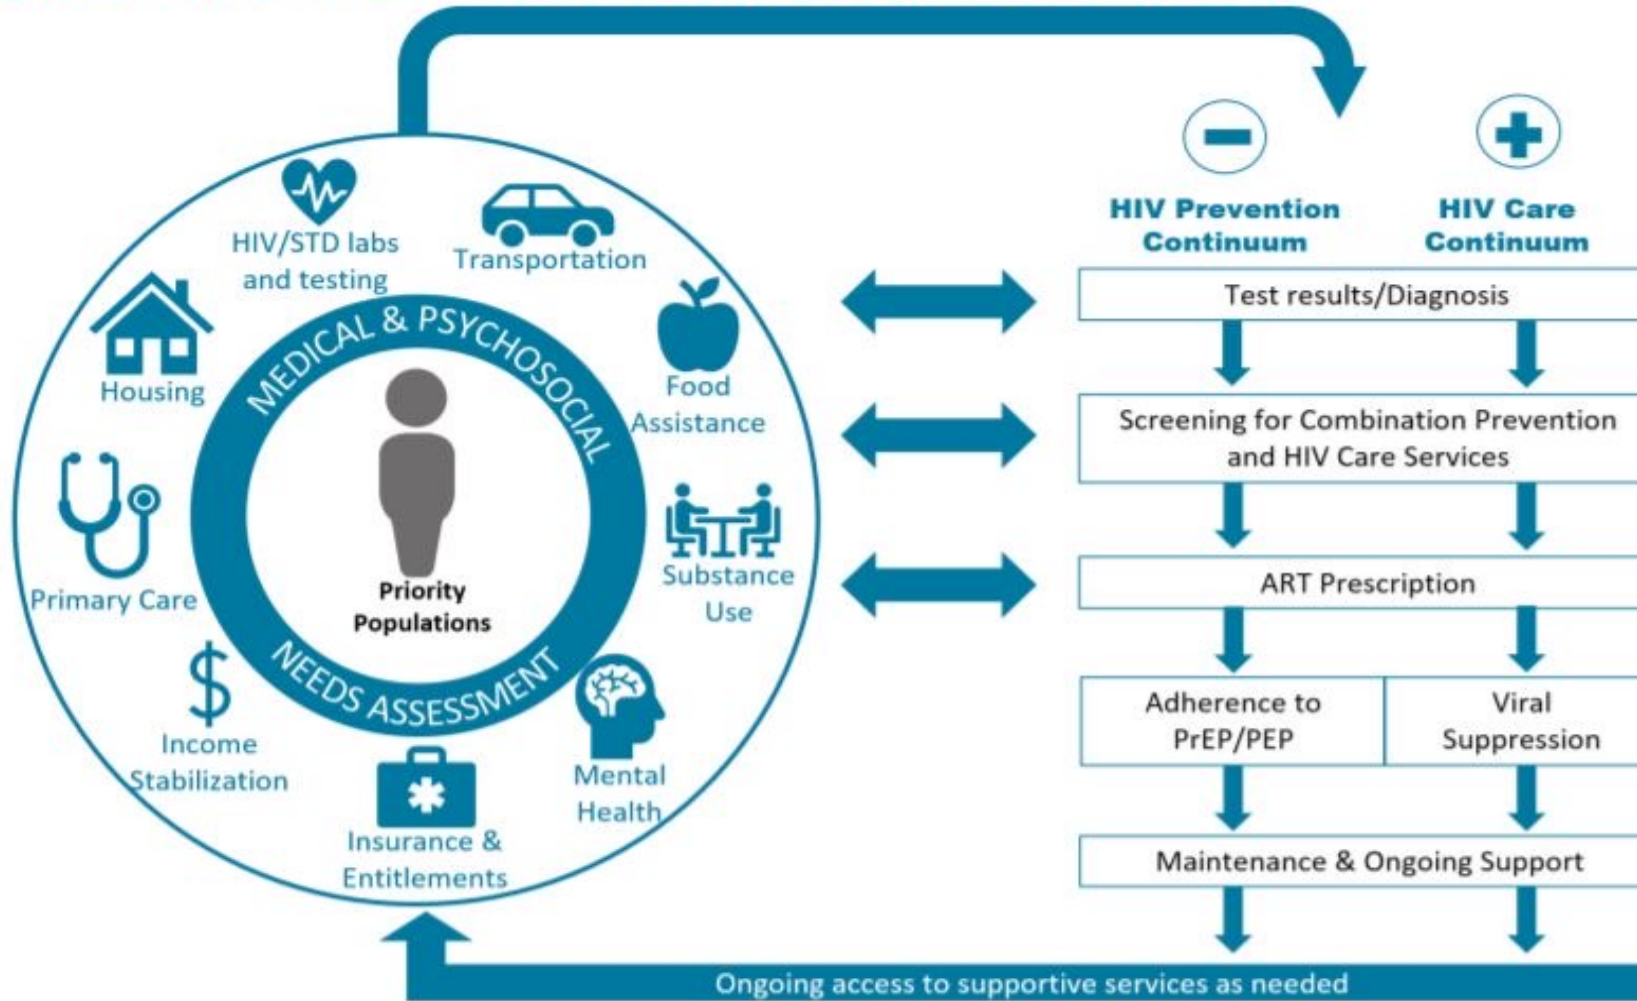 HIV/STD labs
and testing
Transportation
Food
Assistance
Substance
Use
Mental
Health
Insurance &
Entitlements
Income
Stabilization
Primary Care
Housing
MEDICAL & PSYCHOSOCIAL
NEEDS ASSESSMENT
Priority
Populations
HIV Prevention
Continuum
HIV Care
Continuum
Test results/Diagnosis
Screening for Combination Prevention
and HIV Care Services
ART Prescription
Adherence to
PrEP/PEP
Viral
Suppression
Maintenance & Ongoing Support
Ongoing access to supportive services as needed